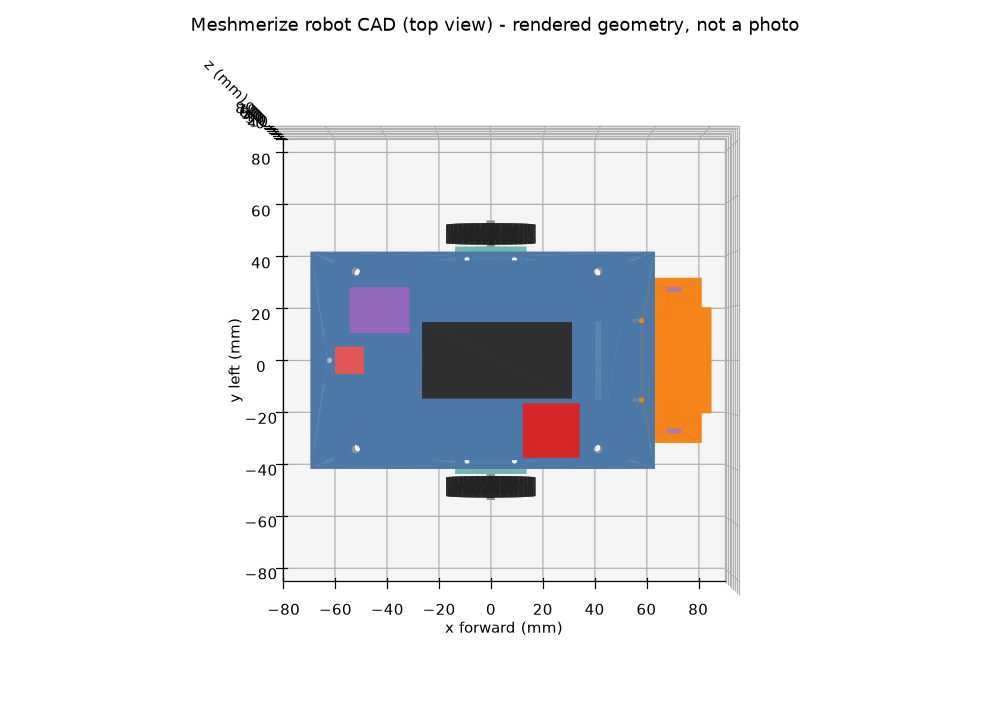 Meshmerize robot CAD (top view) - rendered geometry, not a photo
z (mm)
80
60
40
20
0
−20
−40
−60
−80
y left (mm)
−80 −60 −40 −20 0 20 40 60 80
x forward (mm)